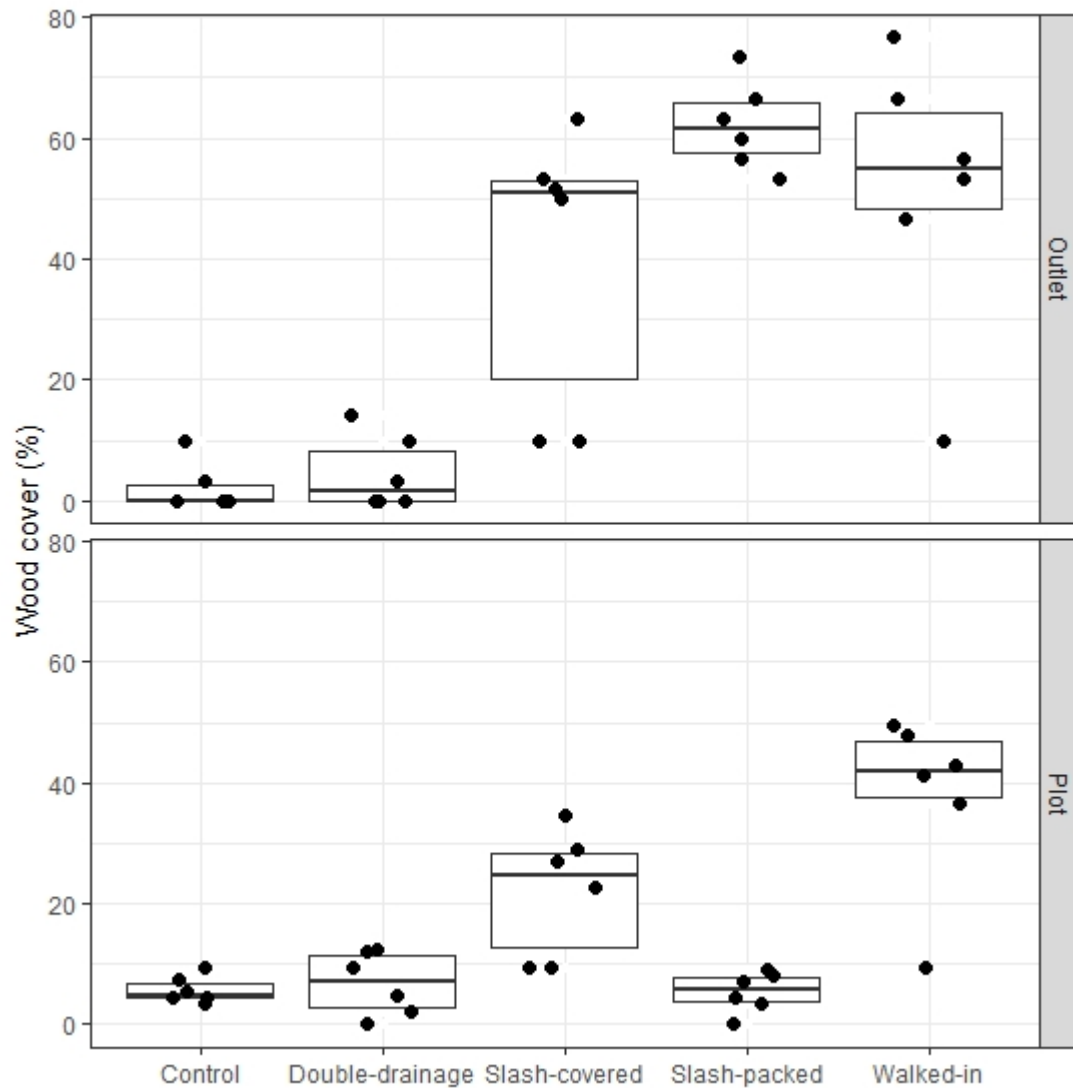 80
60
40
20
0
Outlet
Wood cover (%)
80
60
40
20
0
Plot
Control Double-drainage Slash-covered Slash-packed Walked-in